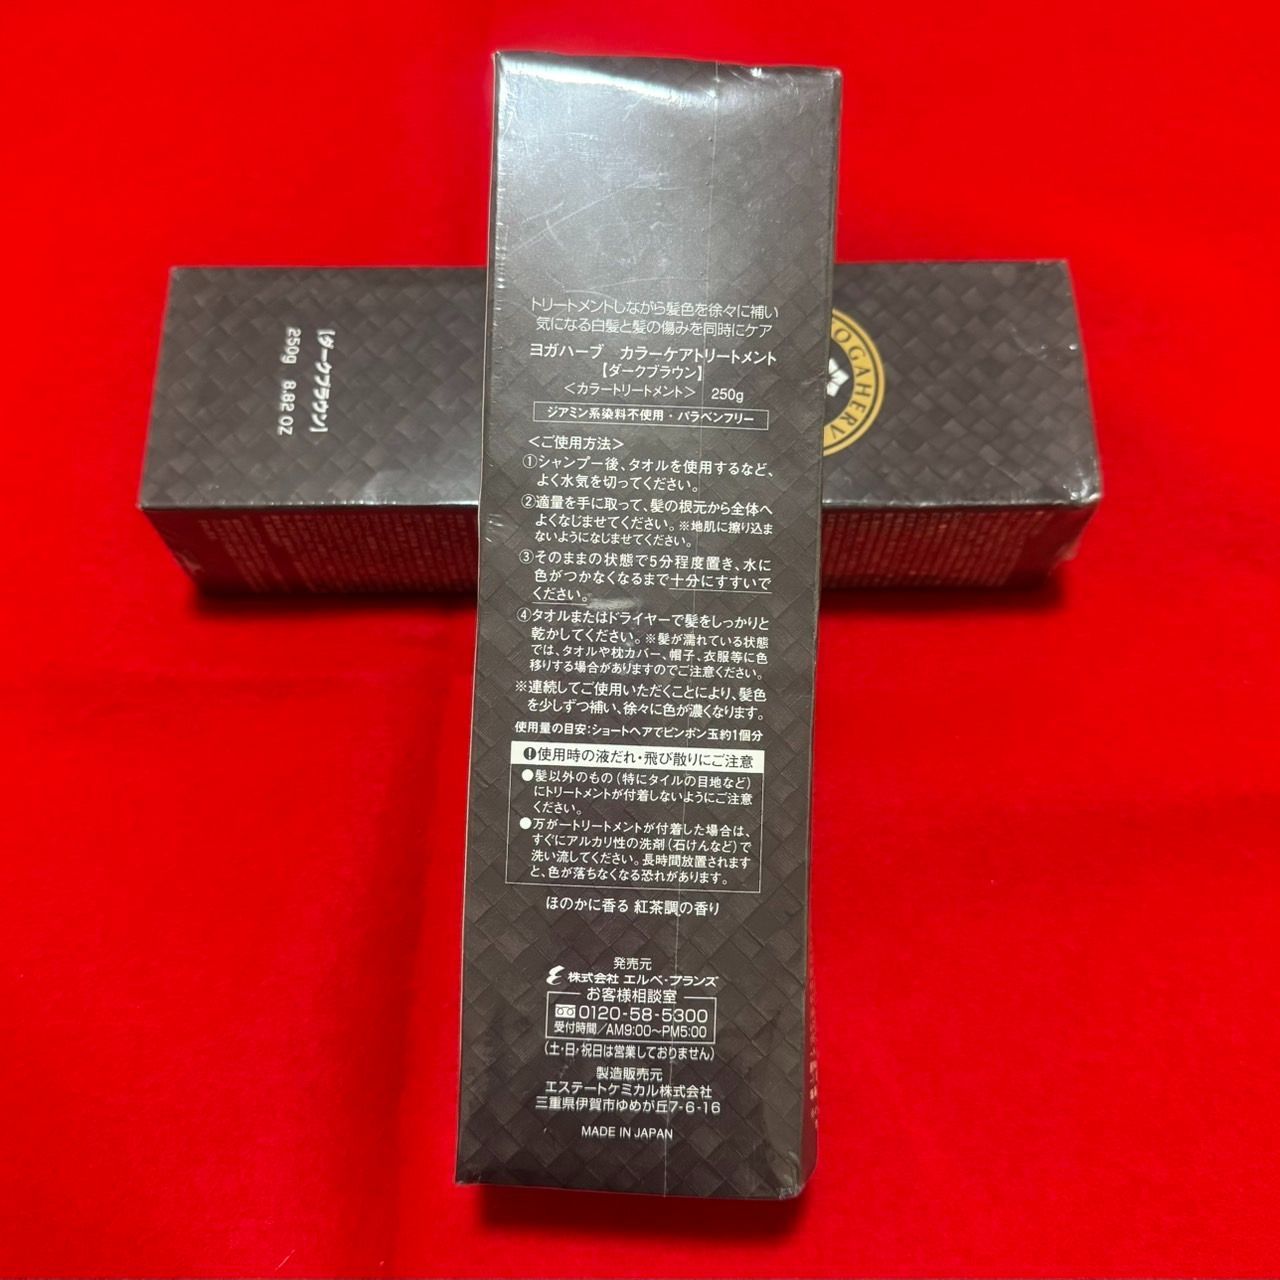 トリートメントしながら髪色を徐々に補い
気になる白髪と髪の傷みを同時にケア
ヨガハーブ　カラーケアトリートメント
【ダークブラウン】
＜カラートリートメント＞　250g
ジアミン系染料不使用・パラベンフリー
＜ご使用方法＞
①シャンプー後、タオルを使用するなど、
よく水気を切ってください。
②適量を手に取って、髪の根元から全体へ
よくなじませてください。※地肌に擦り込ま
ないようになじませてください。
③そのままの状態で5分程度置き、水に
色がつかなくなるまで十分にすすいで
ください。
④タオルまたはドライヤーで髪をしっかりと
乾かしてください。※髪が濡れている状態
では、タオルや枕カバー、帽子、衣服等に色
移りする場合がありますのでご注意ください。
※連続してご使用いただくことにより、髪色
を少しずつ補い、徐々に色が濃くなります。
使用量の目安：ショートヘアでピンポン玉約1個分
❶使用時の液だれ・飛び散りにご注意
●髪以外のもの（特にタイルの目地など）
にトリートメントが付着しないようにご注意
ください。
●万が一トリートメントが付着した場合は、
すぐにアルカリ性の洗剤（石けんなど）で
洗い流してください。長時間放置されますと
、色が落ちなくなる恐れがあります。
ほのかに香る 紅茶調の香り
発売元
株式会社 エルベ・プランズ
お客様相談室
0120-58-5300
受付時間／AM9:00～PM5:00
（土・日・祝日は営業しておりません）
製造販売元
エステートケミカル株式会社
三重県伊賀市ゆめが丘7-6-16
MADE IN JAPAN
【ダークブラウン】
250g 8.82 OZ
OGAHERV